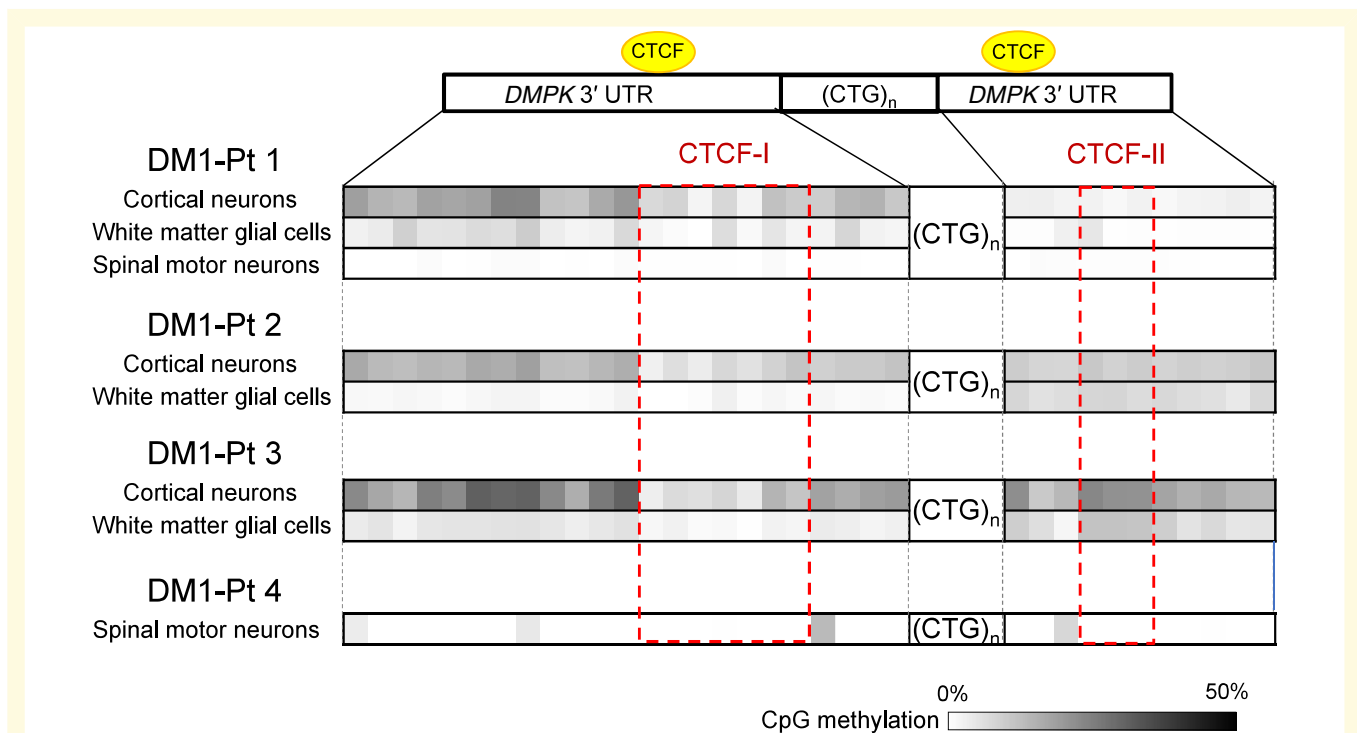 CTCF CTCF
DMPK 3′ UTR (CTG)n DMPK 3′ UTR
CTCF-I CTCF-II
DM1-Pt 1
Cortical neurons
White matter glial cells (CTG)n
Spinal motor neurons
DM1-Pt 2
Cortical neurons
White matter glial cells (CTG)n
DM1-Pt 3
Cortical neurons
White matter glial cells (CTG)n
DM1-Pt 4
Spinal motor neurons (CTG)n
0% 50%
CpG methylation